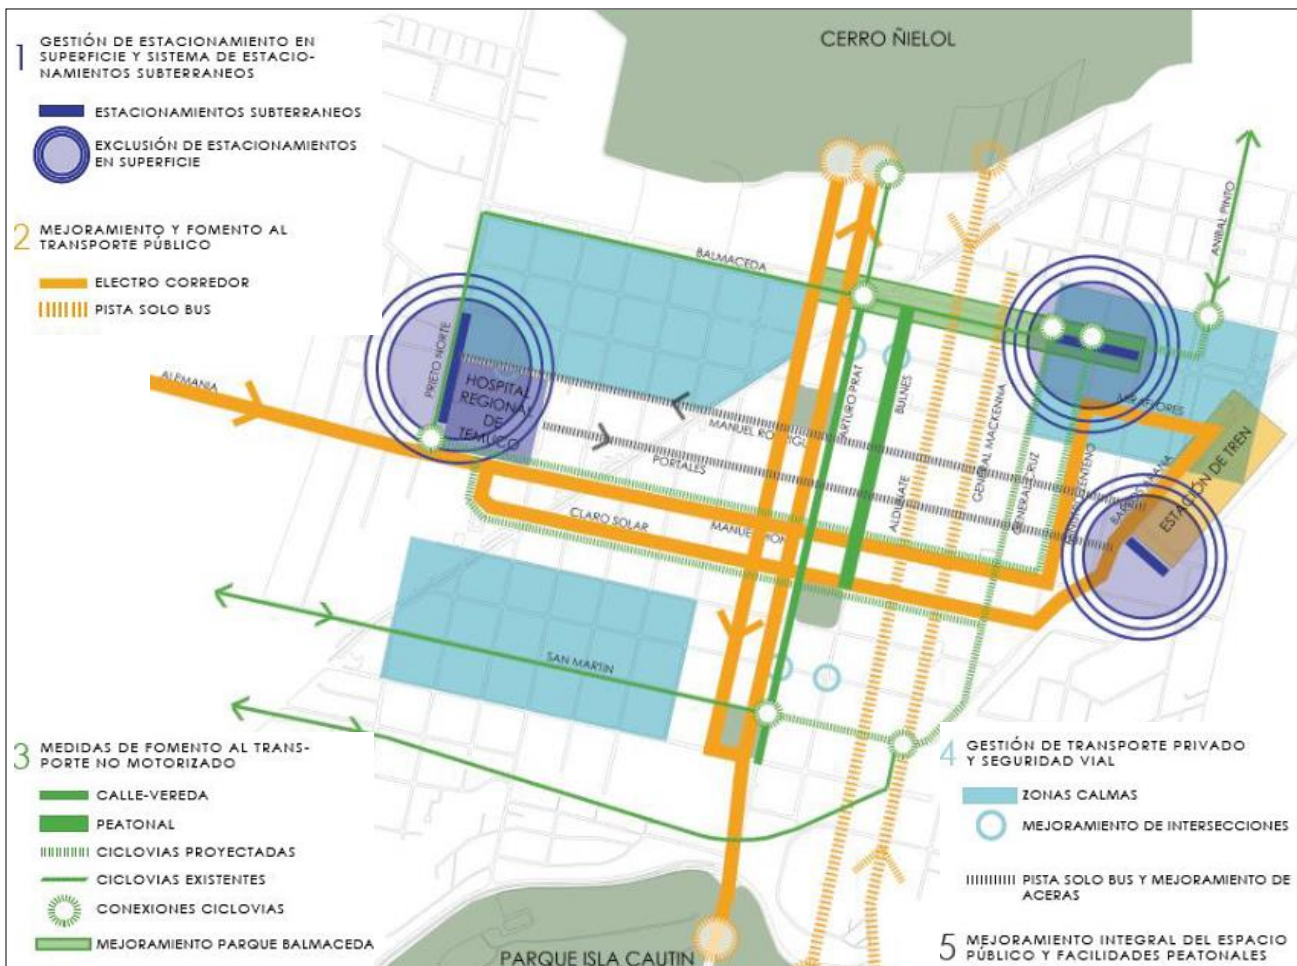 1
GESTIÓN DE ESTACIONAMIENTO EN
SUPERFICIE Y SISTEMA DE ESTACIO-
NAMIENTOS SUBTERRANEOS
ESTACIONAMIENTOS SUBTERRANEOS
EXCLUSIÓN DE ESTACIONAMIENTOS
EN SUPERFICIE
2
MEJORAMIENTO Y FOMENTO AL
TRANSPORTE PÚBLICO
ELECTRO CORREDOR
PISTA SOLO BUS
CERRO ÑIELOL
ANIBAL PINTO
BALMACEDA
PRIETO NORTE
ALEMANIA
HOSPITAL
REGIONAL
DE
TEMUCO
MANUEL
PORTALES
ARTURO PRAT
BULNES
ALDUNATE
GENERAL MACKENNA
GENERAL CRUZ
MIRAFLORES
ESTACIÓN DE TREN
CLARO SOLAR
SAN MARTIN
3
MEDIDAS DE FOMENTO AL TRANS-
PORTE NO MOTORIZADO
CALLE-VEREDA
PEATONAL
CICLOVIAS PROYECTADAS
CICLOVIAS EXISTENTES
CONEXIONES CICLOVIAS
MEJORAMIENTO PARQUE BALMACEDA
PARQUE ISLA CAUTIN
4
GESTIÓN DE TRANSPORTE PRIVADO
Y SEGURIDAD VIAL
ZONAS CALMAS
MEJORAMIENTO DE INTERSECCIONES
PISTA SOLO BUS Y MEJORAMIENTO DE
ACERAS
5
MEJORAMIENTO INTEGRAL DEL ESPACIO
PÚBLICO Y FACILIDADES PEATONALES